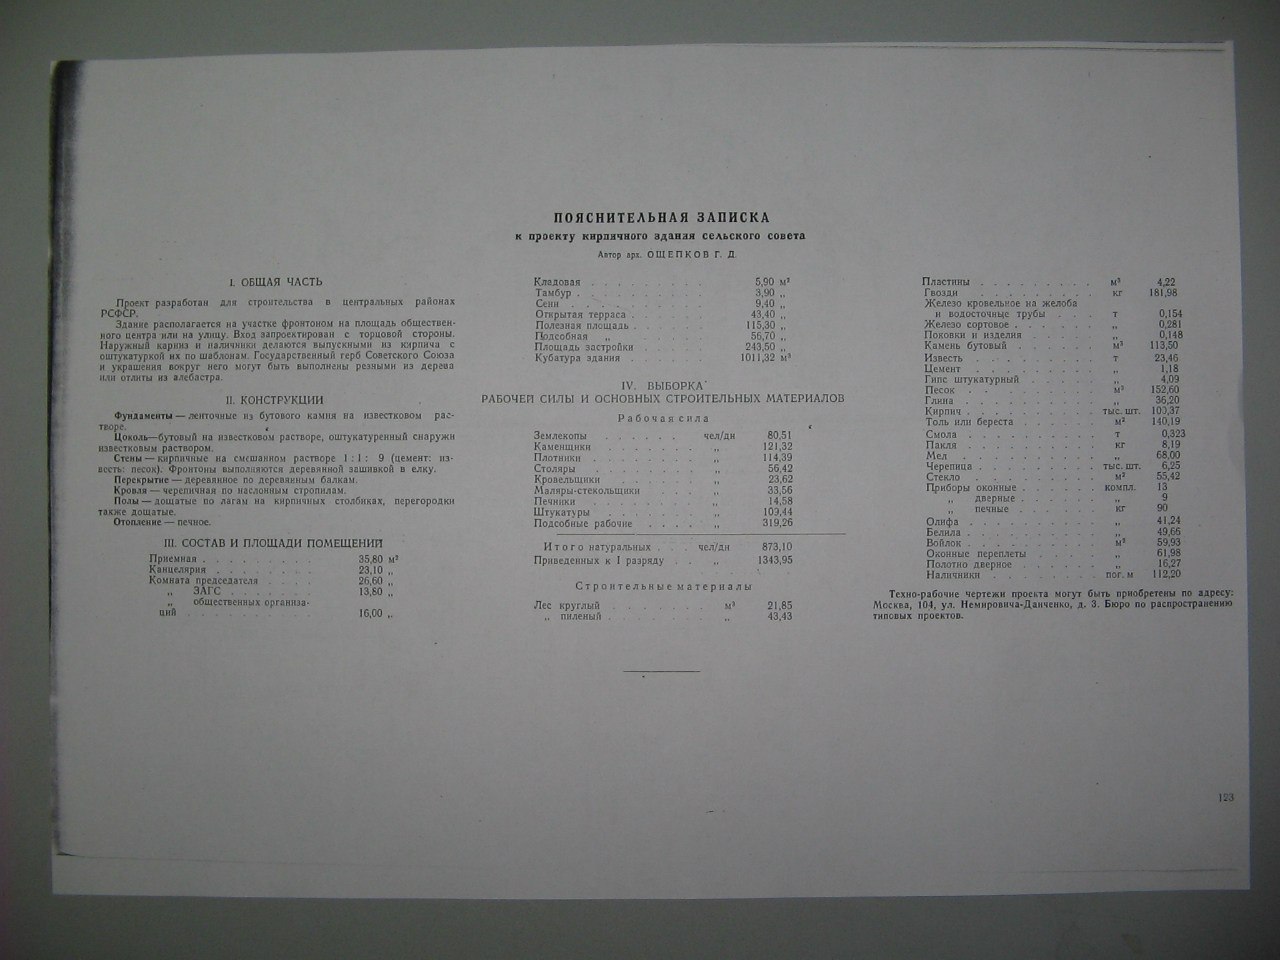 ПОЯСНИТЕЛЬНАЯ ЗАПИСКА
к проекту кирпичного здания сельского совета
Автор арх. ОЩЕПКОВ Г. Д.
I. ОБЩАЯ ЧАСТЬ
Проект разработан для строительства в центральных районах
РСФСР.
Здание располагается на участке фронтоном на площадь обществен-
ного центра или на улицу. Вход запроектирован с торцовой стороны.
Наружный карниз и наличники делаются выпускными из кирпича с
оштукатуркой их по шаблонам. Государственный герб Советского Союза
и украшения вокруг него могут быть выполнены резными из дерева
или отлиты из алебастра.
II. КОНСТРУКЦИИ
Фундаменты — ленточные из бутового камня на известковом рас-
творе.
Цоколь—бутовый на известковом растворе, оштукатуренный снаружи
известковым раствором.
Стены — кирпичные на смешанном растворе 1 : 1 : 9 (цемент: из-
весть: песок). Фронтоны выполняются деревянной зашивкой в елку.
Перекрытие — деревянное по деревянным балкам.
Кровля — черепичная по наслонным стропилам.
Полы — дощатые по лагам на кирпичных столбиках, перегородки
также дощатые.
Отопление — печное.
III. СОСТАВ И ПЛОЩАДИ ПОМЕЩЕНИЙ
Приемная . . . . . . . . . 35,80 м²
Канцелярия . . . . . . . . 23,10 „
Комната председателя . . . . 26,60 „
„ ЗАГС . . . . . . . 13,80 „
„ общественных организа-
ций . . . . . . . . . . 16,00 „
Кладовая . . . . . . . . . 5,90 м²
Тамбур . . . . . . . . . . 3,90 „
Сени . . . . . . . . . . 9,40 „
Открытая терраса . . . . . . 43,40 „
Полезная площадь . . . . . . 115,30 „
Подсобная „ . . . . . . 56,70 „
Площадь застройки . . . . . 243,50 „
Кубатура здания . . . . . . 1011,32 м³
IV. ВЫБОРКА
РАБОЧЕЙ СИЛЫ И ОСНОВНЫХ СТРОИТЕЛЬНЫХ МАТЕРИАЛОВ
Рабочая сила
Землекопы . . . . . . чел/дн 80,51
Каменщики . . . . . . . „ 121,32
Плотники . . . . . . . „ 114,39
Столяры . . . . . . . „ 56,42
Кровельщики . . . . . . „ 23,62
Маляры-стекольщики . . . . „ 33,56
Печники . . . . . . . „ 14,58
Штукатуры . . . . . . „ 109,44
Подсобные рабочие . . . . „ 319,26
Итого натуральных . . . чел/дн 873,10
Приведенных к I разряду . . „ 1343,95
Строительные материалы
Лес круглый . . . . . . . м³ 21,85
„ пиленый . . . . . . . „ 43,43
Пластины . . . . . . . . м³ 4,22
Гвозди . . . . . . . . . кг 181,98
Железо кровельное на желоба
и водосточные трубы . . . т 0,154
Железо сортовое . . . . . . „ 0,281
Поковки и изделия . . . . . „ 0,148
Камень бутовый . . . . . . м³ 113,50
Известь . . . . . . . . . т 23,46
Цемент . . . . . . . . . „ 1,18
Гипс штукатурный . . . . . „ 4,09
Песок . . . . . . . . . м³ 152,60
Глина . . . . . . . . . „ 36,20
Кирпич . . . . . . . . . тыс. шт. 100,37
Толь или береста . . . . . м² 140,19
Смола . . . . . . . . . т 0,323
Пакля . . . . . . . . . кг 8,19
Мел . . . . . . . . . . „ 68,00
Черепица . . . . . . . . тыс. шт. 6,25
Стекло . . . . . . . . . м² 55,42
Приборы оконные . . . . . компл. 13
„ дверные . . . . . „ 9
„ печные . . . . . кг 90
Олифа . . . . . . . . . „ 41,24
Белила . . . . . . . . . „ 49,66
Войлок . . . . . . . . . м² 59,93
Оконные переплеты . . . . „ 61,98
Полотно дверное . . . . . . „ 16,27
Наличники . . . . . . . . пог. м 112,20
Техно-рабочие чертежи проекта могут быть приобретены по адресу:
Москва, 104, ул. Немировича-Данченко, д. 3. Бюро по распространению
типовых проектов.
123